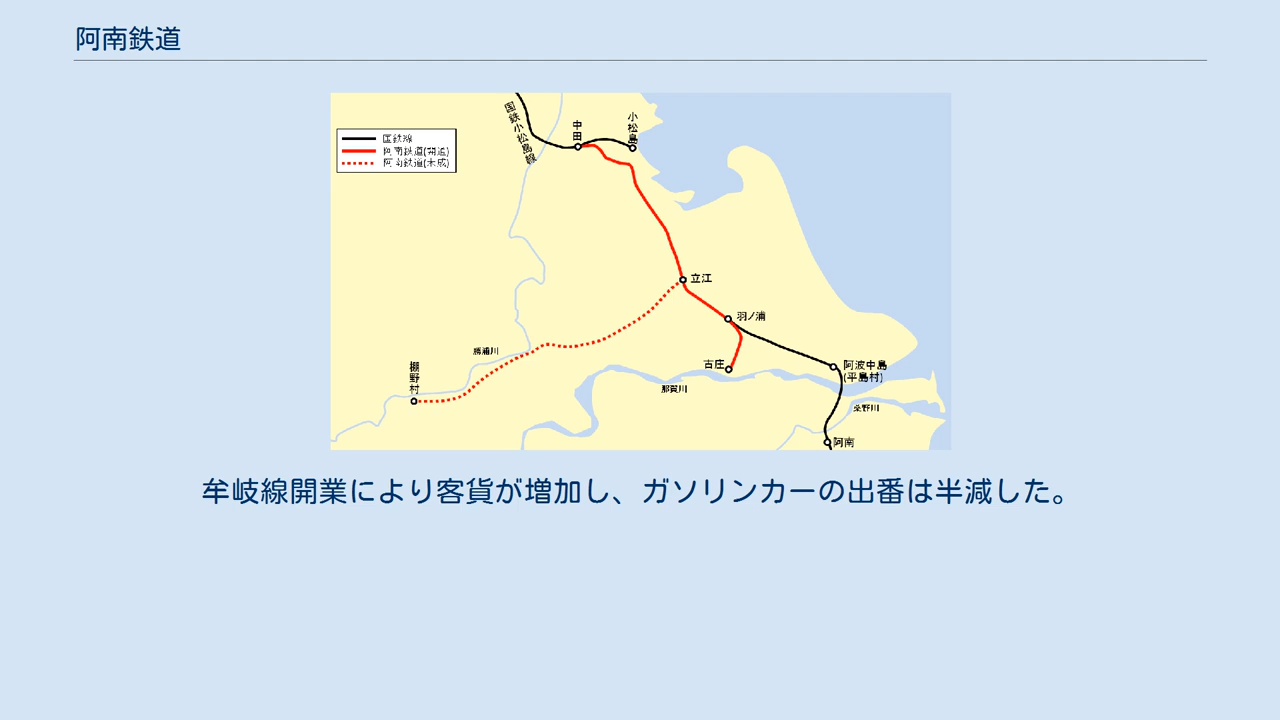 阿南鉄道
国鉄線
阿南鉄道(開通)
阿南鉄道(未成)
国鉄小松島線
中田
小松島
立江
羽ノ浦
古庄
阿波中島
(平島村)
那賀川
桑野川
阿南
勝浦川
棚野村
牟岐線開業により客貨が増加し、ガソリンカーの出番は半減した。